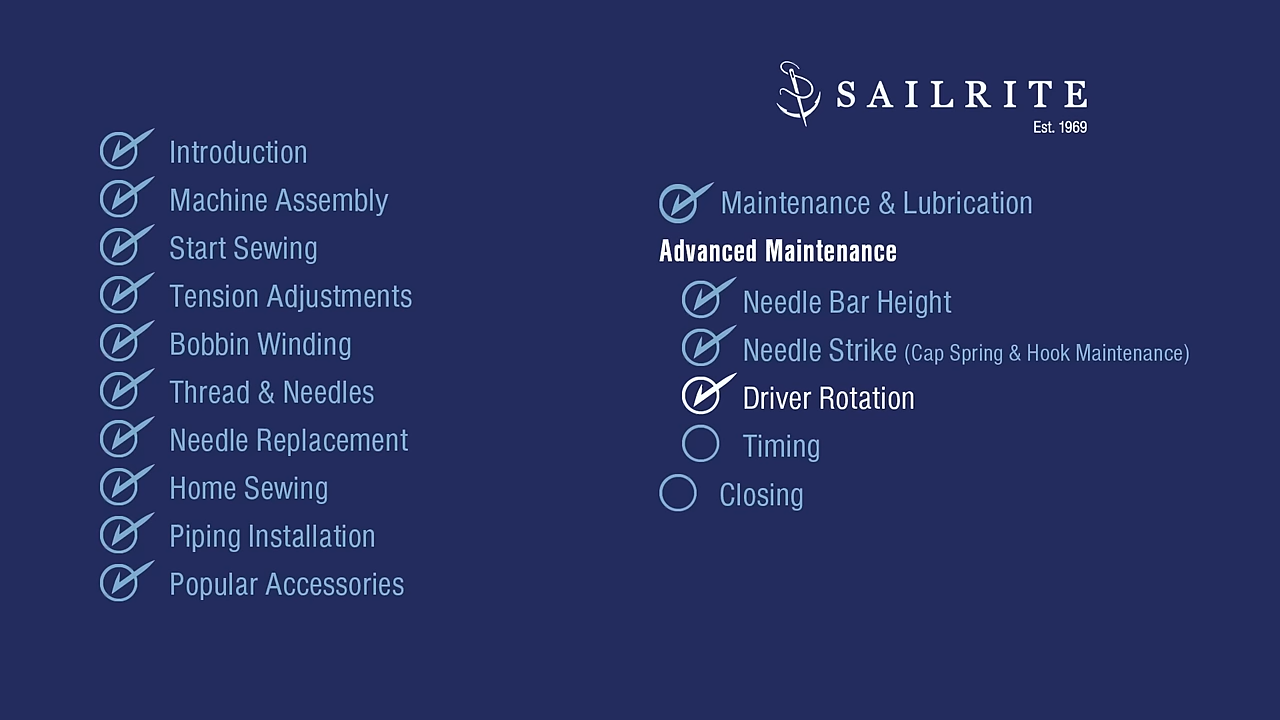 SAILRITE
Est. 1969
Introduction
Machine Assembly
Start Sewing
Tension Adjustments
Bobbin Winding
Thread & Needles
Needle Replacement
Home Sewing
Piping Installation
Popular Accessories
Maintenance & Lubrication
Advanced Maintenance
Needle Bar Height
Needle Strike (Cap Spring & Hook Maintenance)
Driver Rotation
Timing
Closing